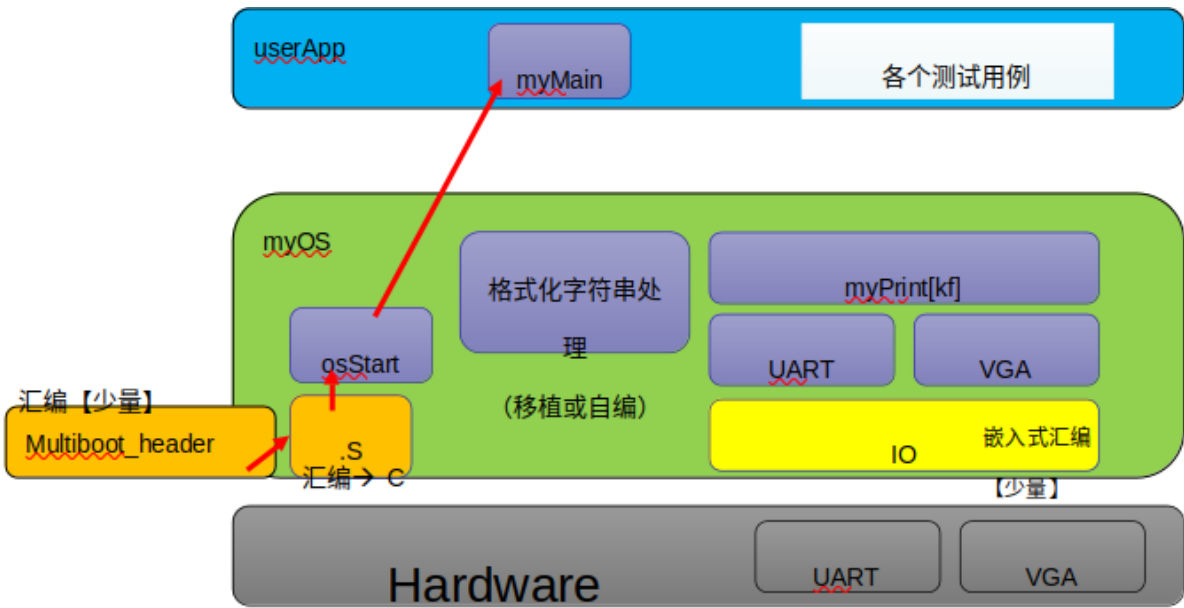 userApp
myMain
各个测试用例
myOS
格式化字符串处
理
（移植或自编）
myPrint[kf]
osStart
UART
VGA
汇编【少量】
Multiboot_header
.S
汇编→ C
IO
嵌入式汇编
【少量】
Hardware
UART
VGA